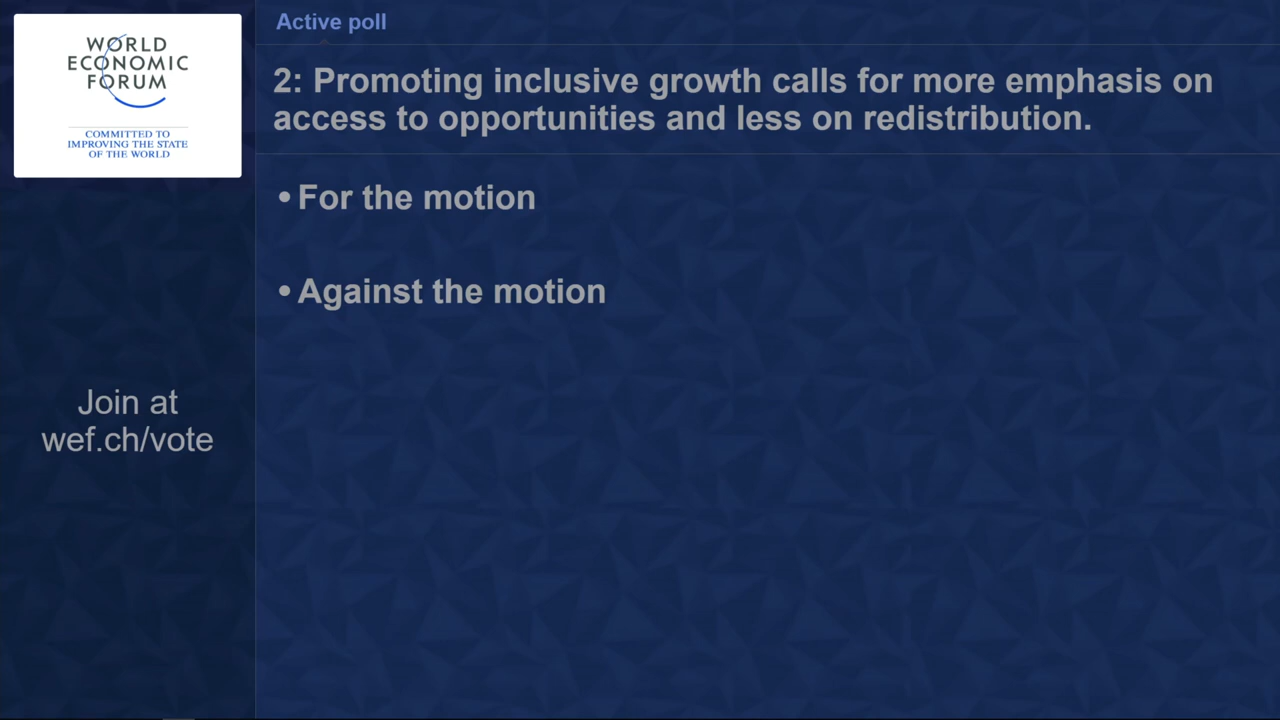 WORLD
ECONOMIC
FORUM
COMMITTED TO
IMPROVING THE STATE
OF THE WORLD
Join at
wef.ch/vote
Active poll
2: Promoting inclusive growth calls for more emphasis on
access to opportunities and less on redistribution.
• For the motion
• Against the motion